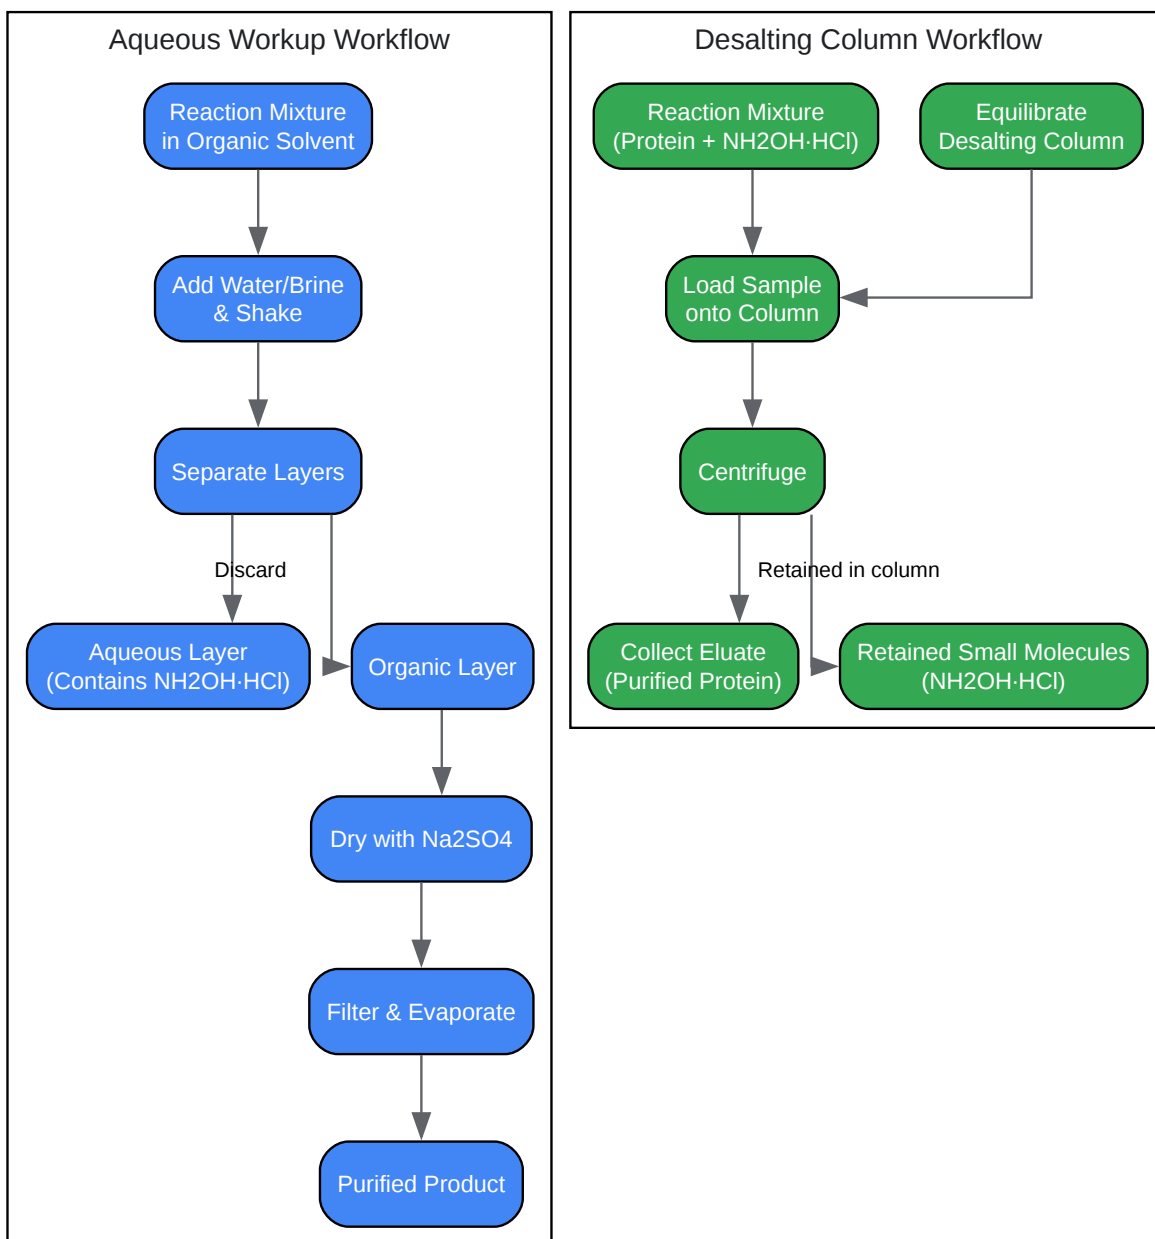 Aqueous Workup Workflow
Reaction Mixture
in Organic Solvent
Add Water/Brine
& Shake
Separate Layers
Discard
Aqueous Layer
(Contains NH2OH·HCl)
Organic Layer
Dry with Na2SO4
Filter & Evaporate
Purified Product
Desalting Column Workflow
Reaction Mixture
(Protein + NH2OH·HCl)
Equilibrate
Desalting Column
Load Sample
onto Column
Centrifuge
Retained in column
Collect Eluate
(Purified Protein)
Retained Small Molecules
(NH2OH·HCl)